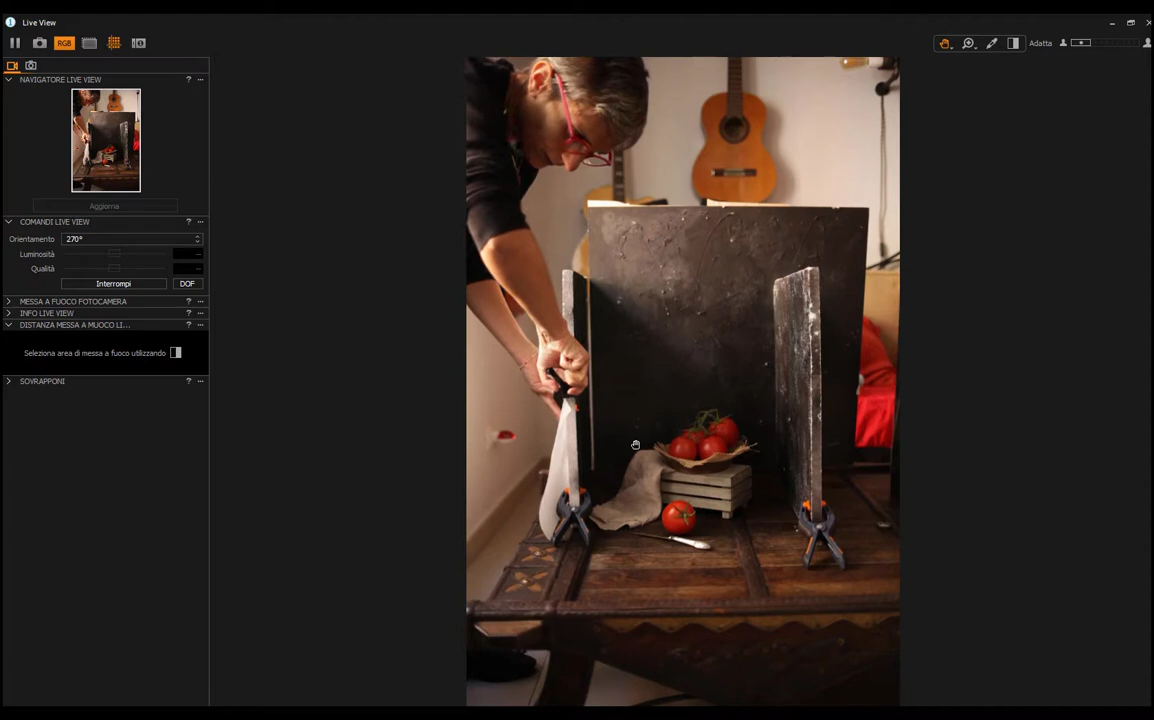 Live View
RGB
Adatta
NAVIGATORE LIVE VIEW ? ...
Aggiorna
COMANDI LIVE VIEW ? ...
Orientamento 270°
Luminosità --
Qualità --
Interrompi DOF
MESSA A FUOCO FOTOCAMERA ? ...
INFO LIVE VIEW ? ...
DISTANZA MESSA A MUOCO LI... ? ...
Seleziona area di messa a fuoco utilizzando
SOVRAPPONI ? ...